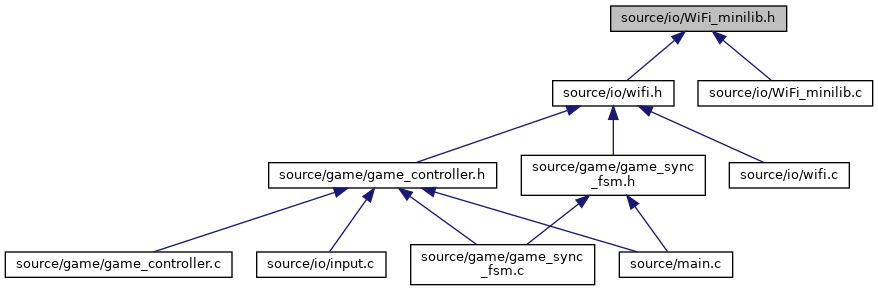 source/io/WiFi_minilib.h
source/io/wifi.h
source/io/WiFi_minilib.c
source/game/game_controller.h
source/game/game_sync
_fsm.h
source/io/wifi.c
source/game/game_controller.c
source/io/input.c
source/game/game_sync
_fsm.c
source/main.c